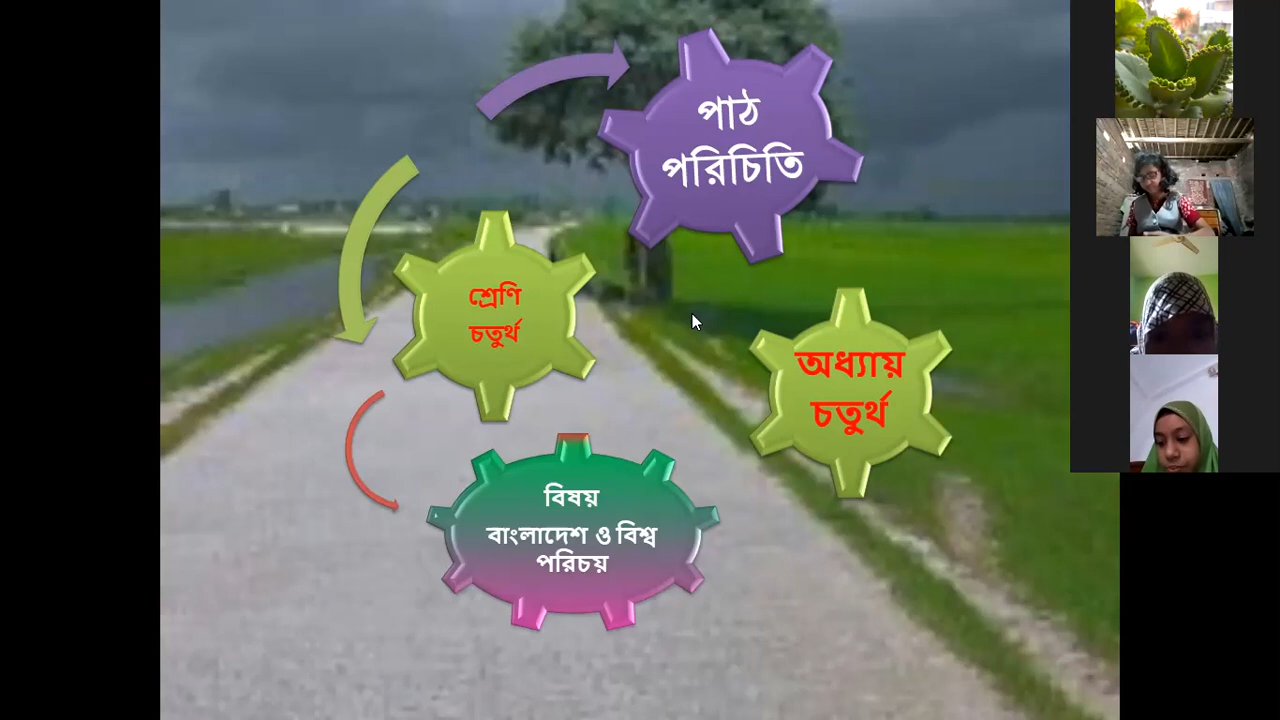 পাঠ
পরিচিতি
শ্রেণি
চতুর্থ
অধ্যায়
চতুর্থ
বিষয়
বাংলাদেশ ও বিশ্ব
পরিচয়